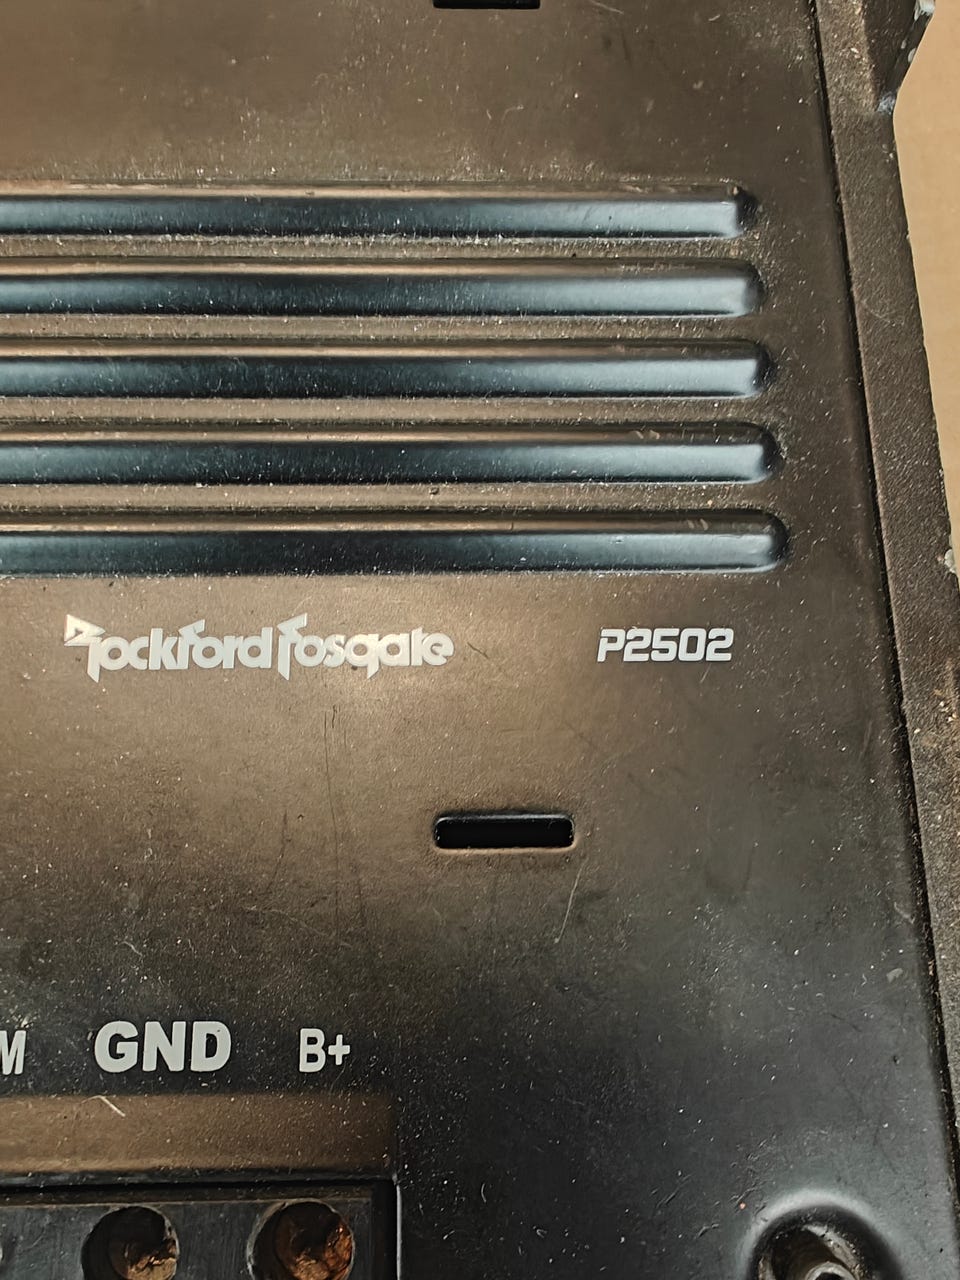 Rockford Fosgate P2502
M GND B+